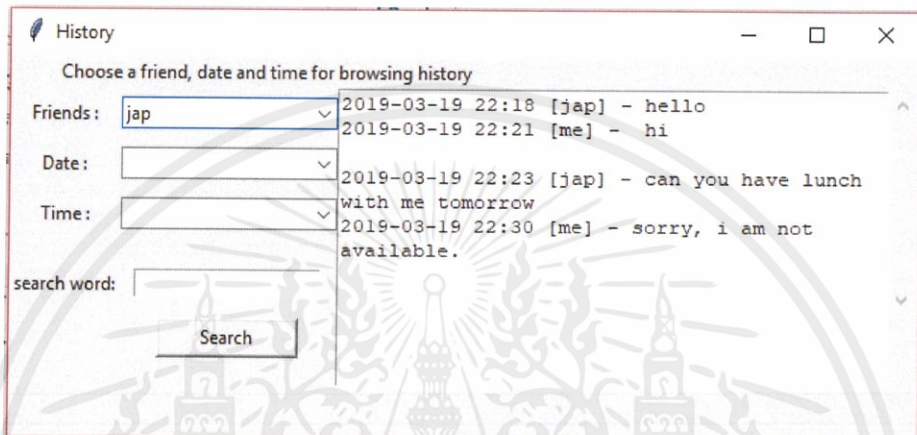 History
Choose a friend, date and time for browsing history
Friends :
jap
Date :
Time :
search word:
Search
2019-03-19 22:18 [jap] - hello
2019-03-19 22:21 [me] -  hi
2019-03-19 22:23 [jap] - can you have lunch
with me tomorrow
2019-03-19 22:30 [me] - sorry, i am not
available.